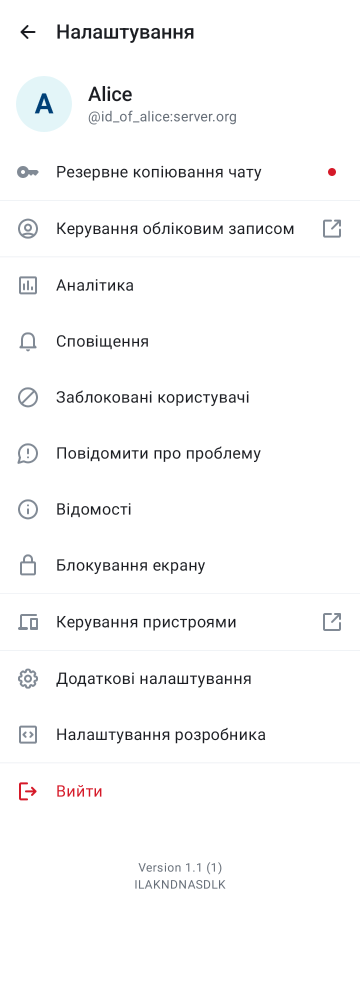 Налаштування
A
Alice
@id_of_alice:server.org
Резервне копіювання чату
Керування обліковим записом
Аналітика
Сповіщення
Заблоковані користувачі
Повідомити про проблему
Відомості
Блокування екрану
Керування пристроями
Додаткові налаштування
Налаштування розробника
Вийти
Version 1.1 (1)
ILAKNDNASDLK